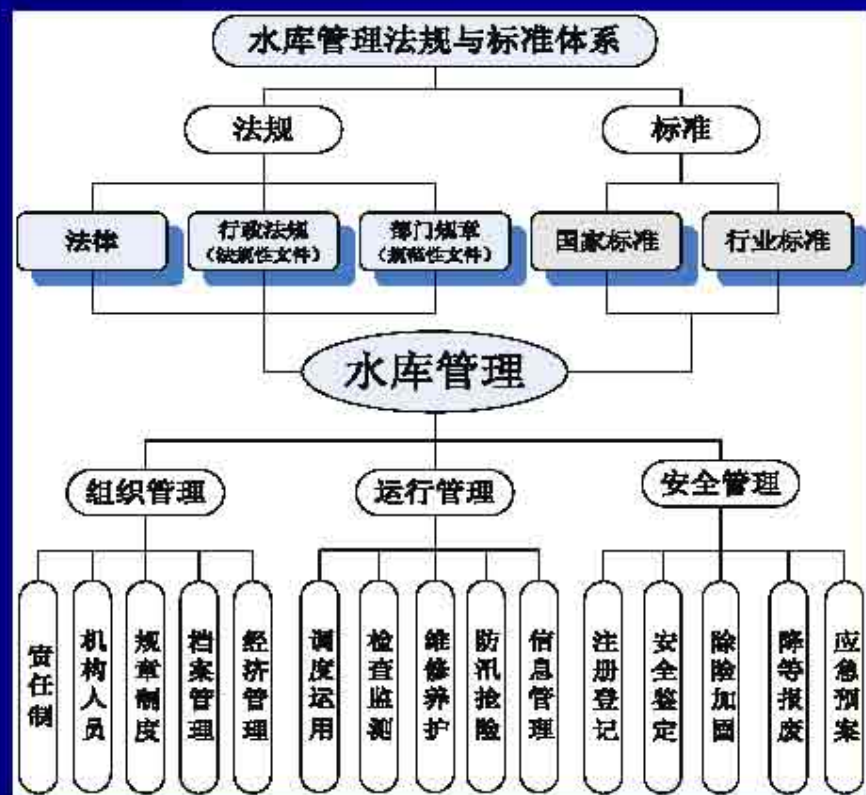 水库管理法规与标准体系
法规
标准
法律
行政法规
（法规性文件）
部门规章
（规范性文件）
国家标准
行业标准
水库管理
组织管理
运行管理
安全管理
责任制
机构人员
规章制度
档案管理
经济管理
调度运用
检查监测
维修养护
防汛抢险
信息管理
注册登记
安全鉴定
除险加固
降等报废
应急预案